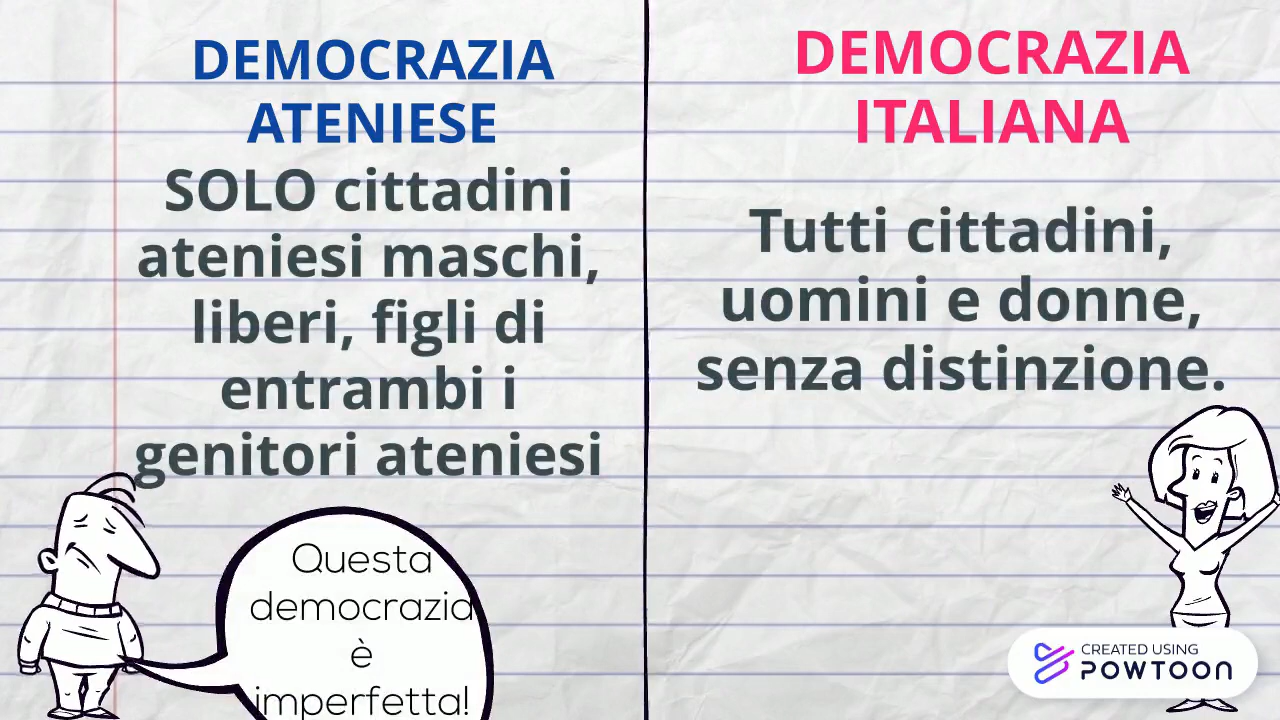 DEMOCRAZIA
ATENIESE
SOLO cittadini
ateniesi maschi,
liberi, figli di
entrambi i
genitori ateniesi
Questa
democrazia
è
imperfetta!
DEMOCRAZIA
ITALIANA
Tutti cittadini,
uomini e donne,
senza distinzione.
CREATED USING
POWTOON